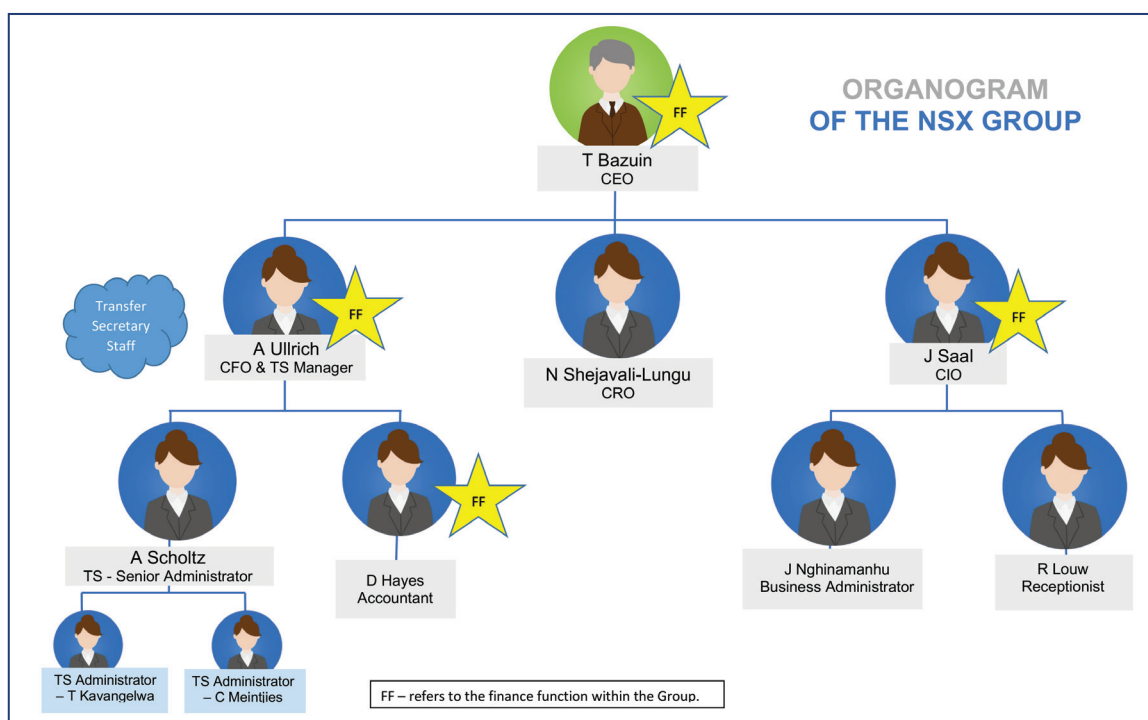 ORGANOGRAM
OF THE NSX GROUP
FF
T Bazuin
CEO
Transfer
Secretary
Staff
FF
A Ullrich
CFO & TS Manager
N Shejavali-Lungu
CRO
FF
J Saal
CIO
A Scholtz
TS - Senior Administrator
FF
D Hayes
Accountant
J Nghinamanhu
Business Administrator
R Louw
Receptionist
TS Administrator
– T Kavangelwa
TS Administrator
– C Meintjies
FF – refers to the finance function within the Group.